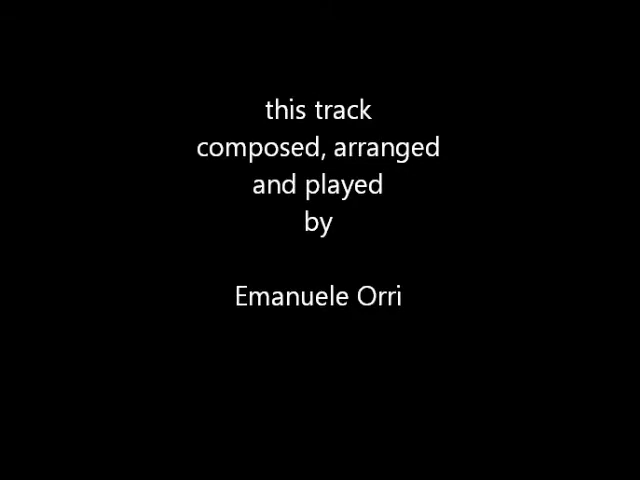 this track
composed, arranged
and played
by
Emanuele Orri